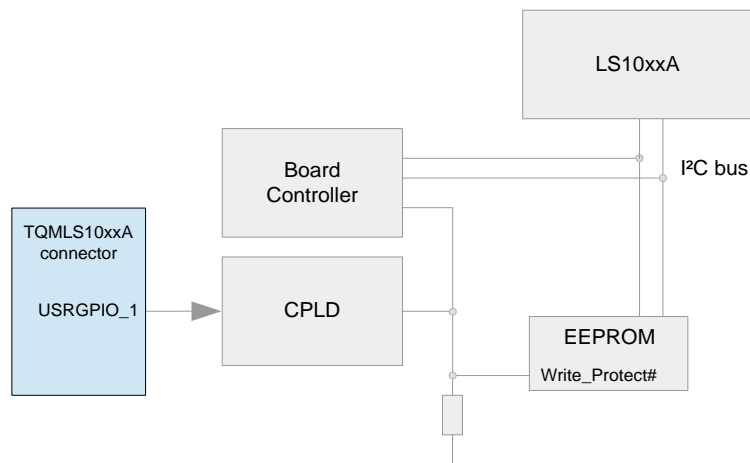 LS10xxA
Board
Controller
I²C bus
TQMLS10xxA
connector
USRGPIO_1
CPLD
EEPROM
Write_Protect#